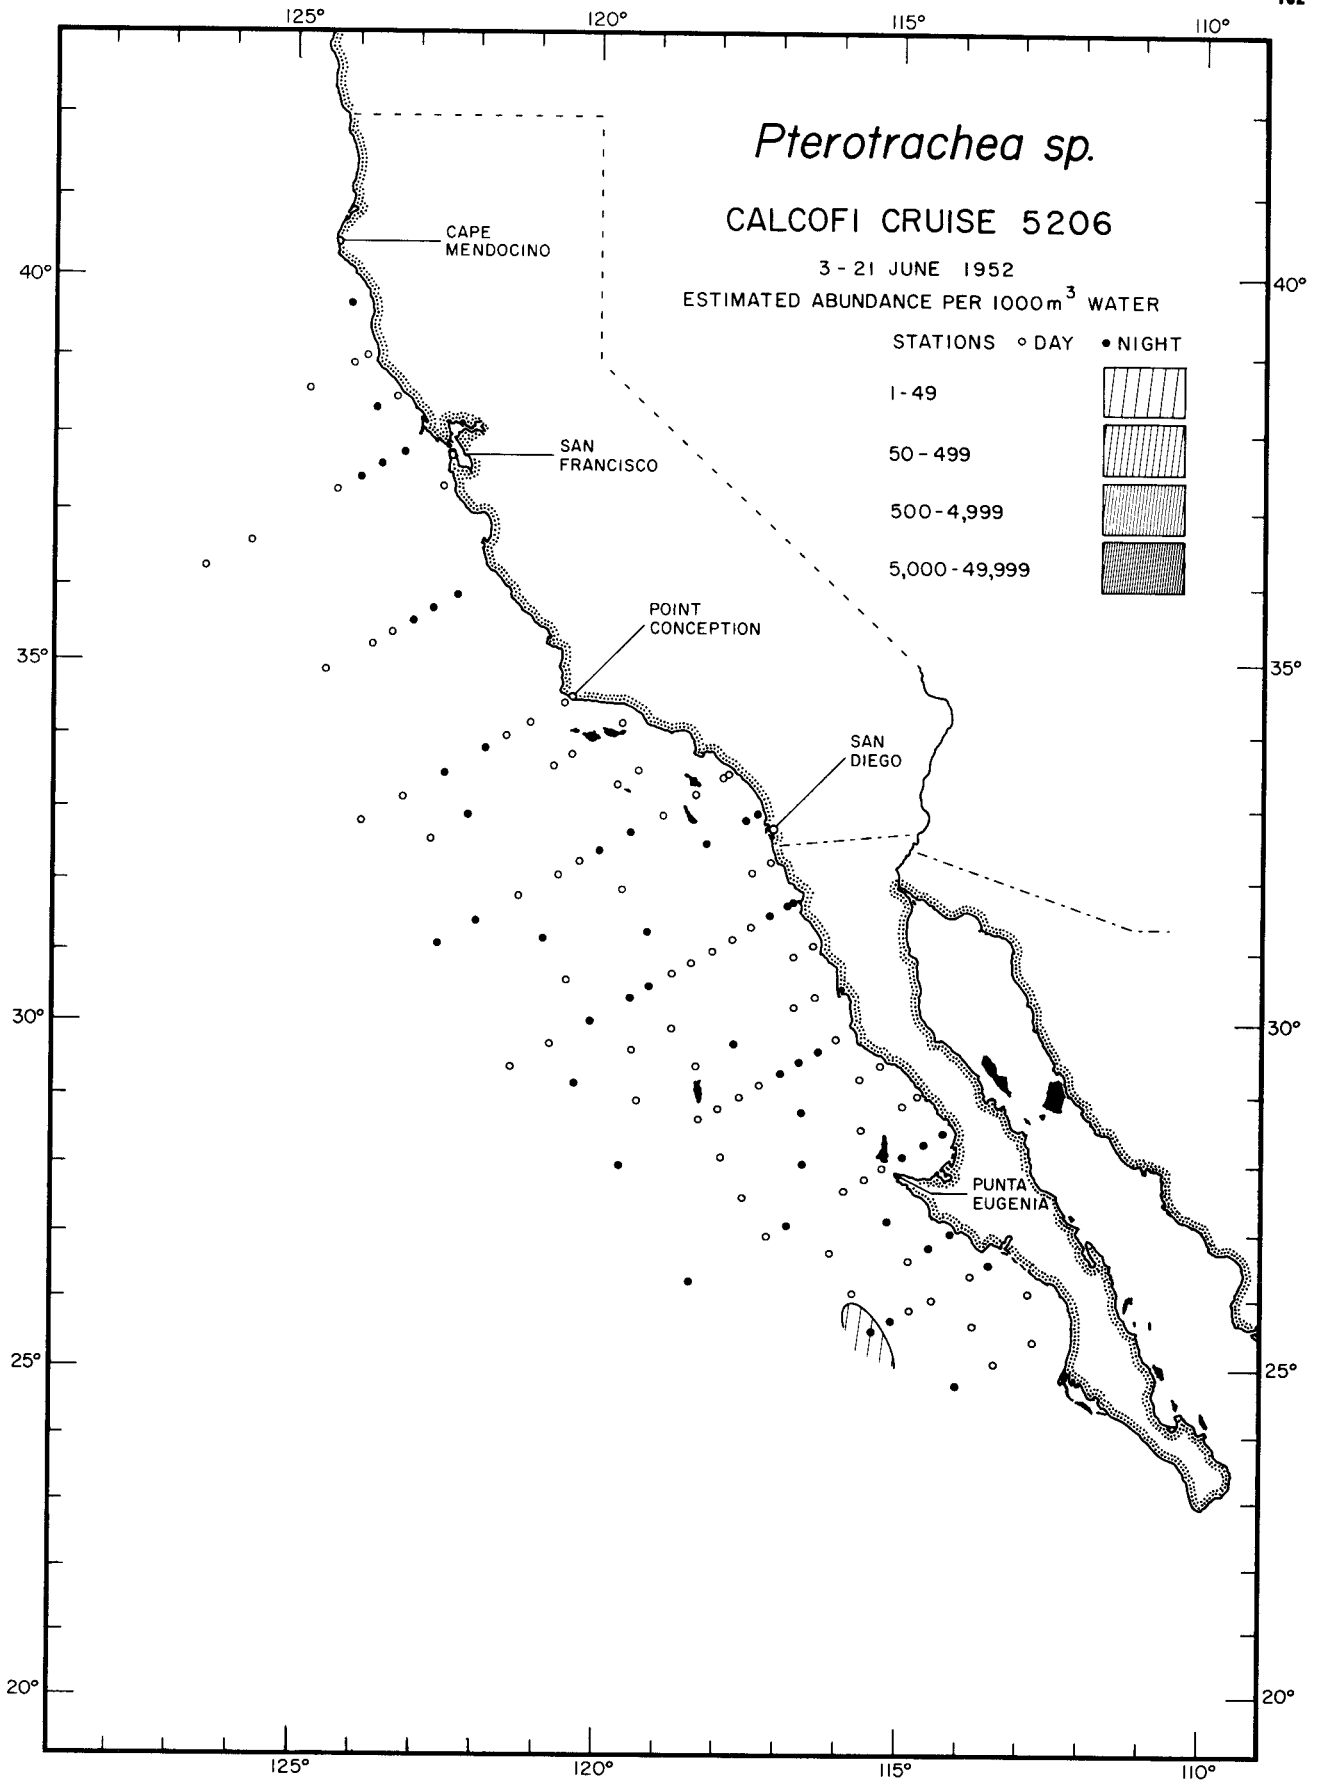 125° 120° 115° 110°
Pterotrachea sp.
CALCOFI CRUISE 5206
3-21 JUNE 1952
ESTIMATED ABUNDANCE PER 1000m³ WATER
STATIONS ○ DAY ● NIGHT
1-49
50-499
500-4,999
5,000-49,999
CAPE
MENDOCINO
40° 40°
SAN
FRANCISCO
POINT
CONCEPTION
35° 35°
SAN
DIEGO
30° 30°
PUNTA
EUGENIA
25° 25°
20° 20°
125° 120° 115° 110°